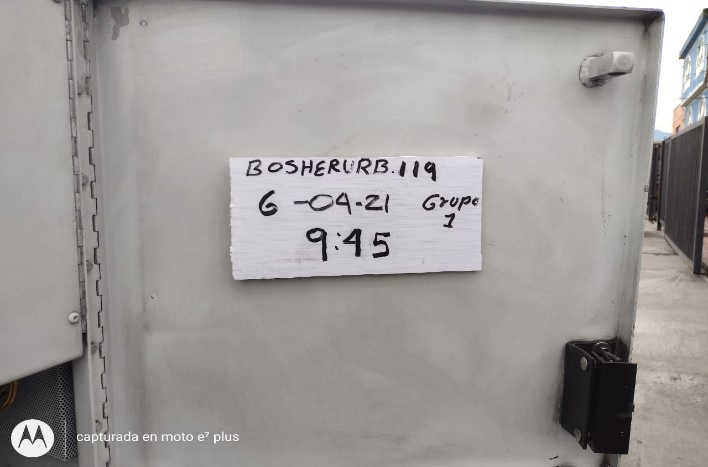 BOSHERURB.119
6-04-21 Grupo 1
9:45
capturada en moto e⁷ plus